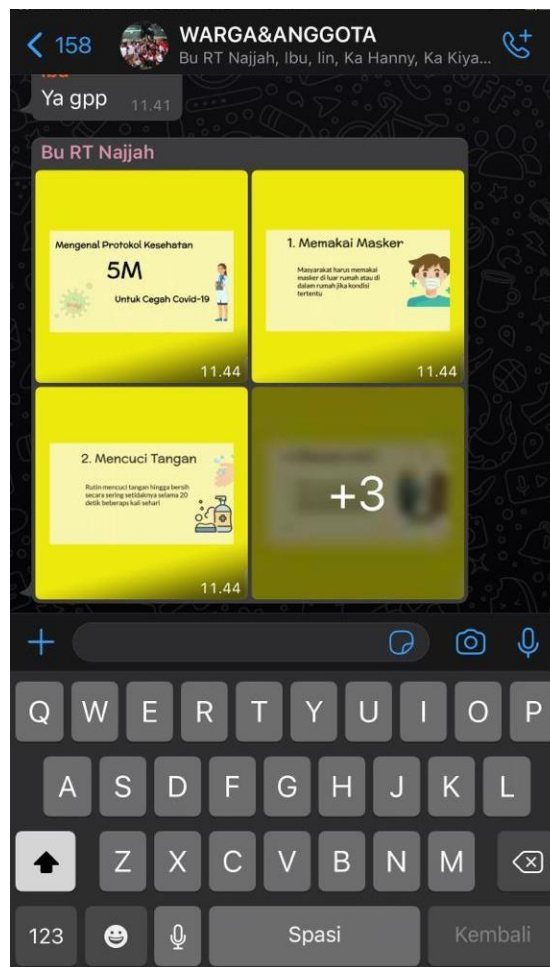 158
WARGA&ANGGOTA
Bu RT Najjah, Ibu, Iin, Ka Hanny, Ka Kiya...
Ya gpp 11.41
Bu RT Najjah
Mengenal Protokol Kesehatan
5M
Untuk Cegah Covid-19
11.44
1. Memakai Masker
Masyarakat harus memakai
masker di luar rumah atau di
dalam rumah jika kondisi
tertentu
11.44
2. Mencuci Tangan
Rutin mencuci tangan hingga bersih
secara sering setidaknya selama 20
detik beberaps kali sehari
11.44
+3
Q W E R T Y U I O P
A S D F G H J K L
Z X C V B N M
123 Spasi Kembali